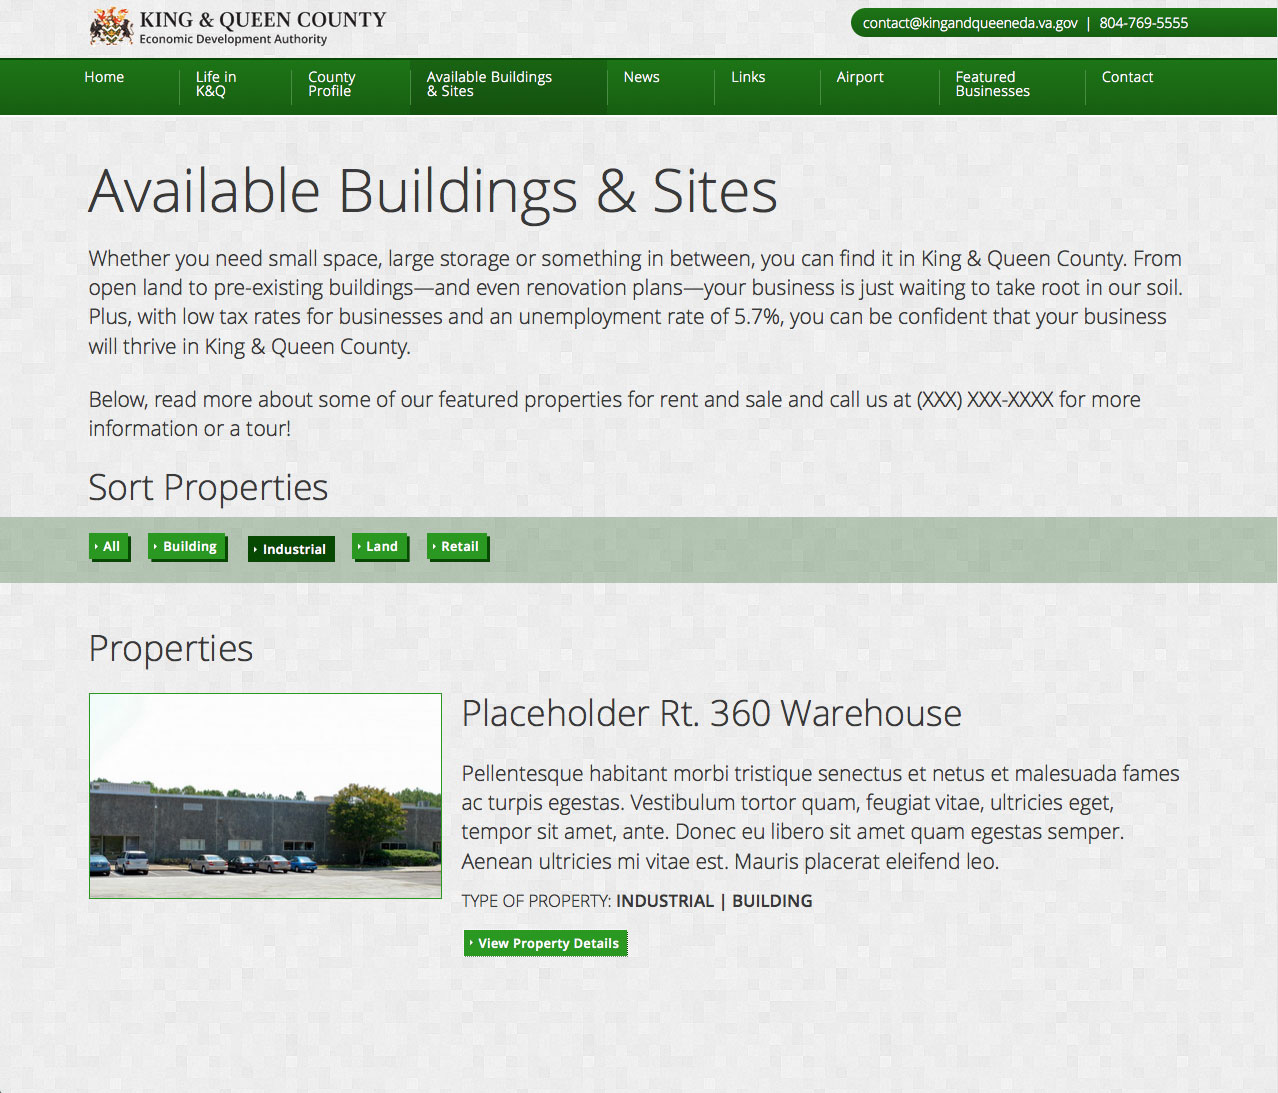 KING & QUEEN COUNTY
Economic Development Authority
contact@kingandqueeneda.va.gov | 804-769-5555
Home
Life in
K&Q
County
Profile
Available Buildings
& Sites
News
Links
Airport
Featured
Businesses
Contact
Available Buildings & Sites
Whether you need small space, large storage or something in between, you can find it in King & Queen County. From
open land to pre-existing buildings—and even renovation plans—your business is just waiting to take root in our soil.
Plus, with low tax rates for businesses and an unemployment rate of 5.7%, you can be confident that your business
will thrive in King & Queen County.
Below, read more about some of our featured properties for rent and sale and call us at (XXX) XXX-XXXX for more
information or a tour!
Sort Properties
All
Building
Industrial
Land
Retail
Properties
Placeholder Rt. 360 Warehouse
Pellentesque habitant morbi tristique senectus et netus et malesuada fames
ac turpis egestas. Vestibulum tortor quam, feugiat vitae, ultricies eget,
tempor sit amet, ante. Donec eu libero sit amet quam egestas semper.
Aenean ultricies mi vitae est. Mauris placerat eleifend leo.
TYPE OF PROPERTY: INDUSTRIAL | BUILDING
View Property Details